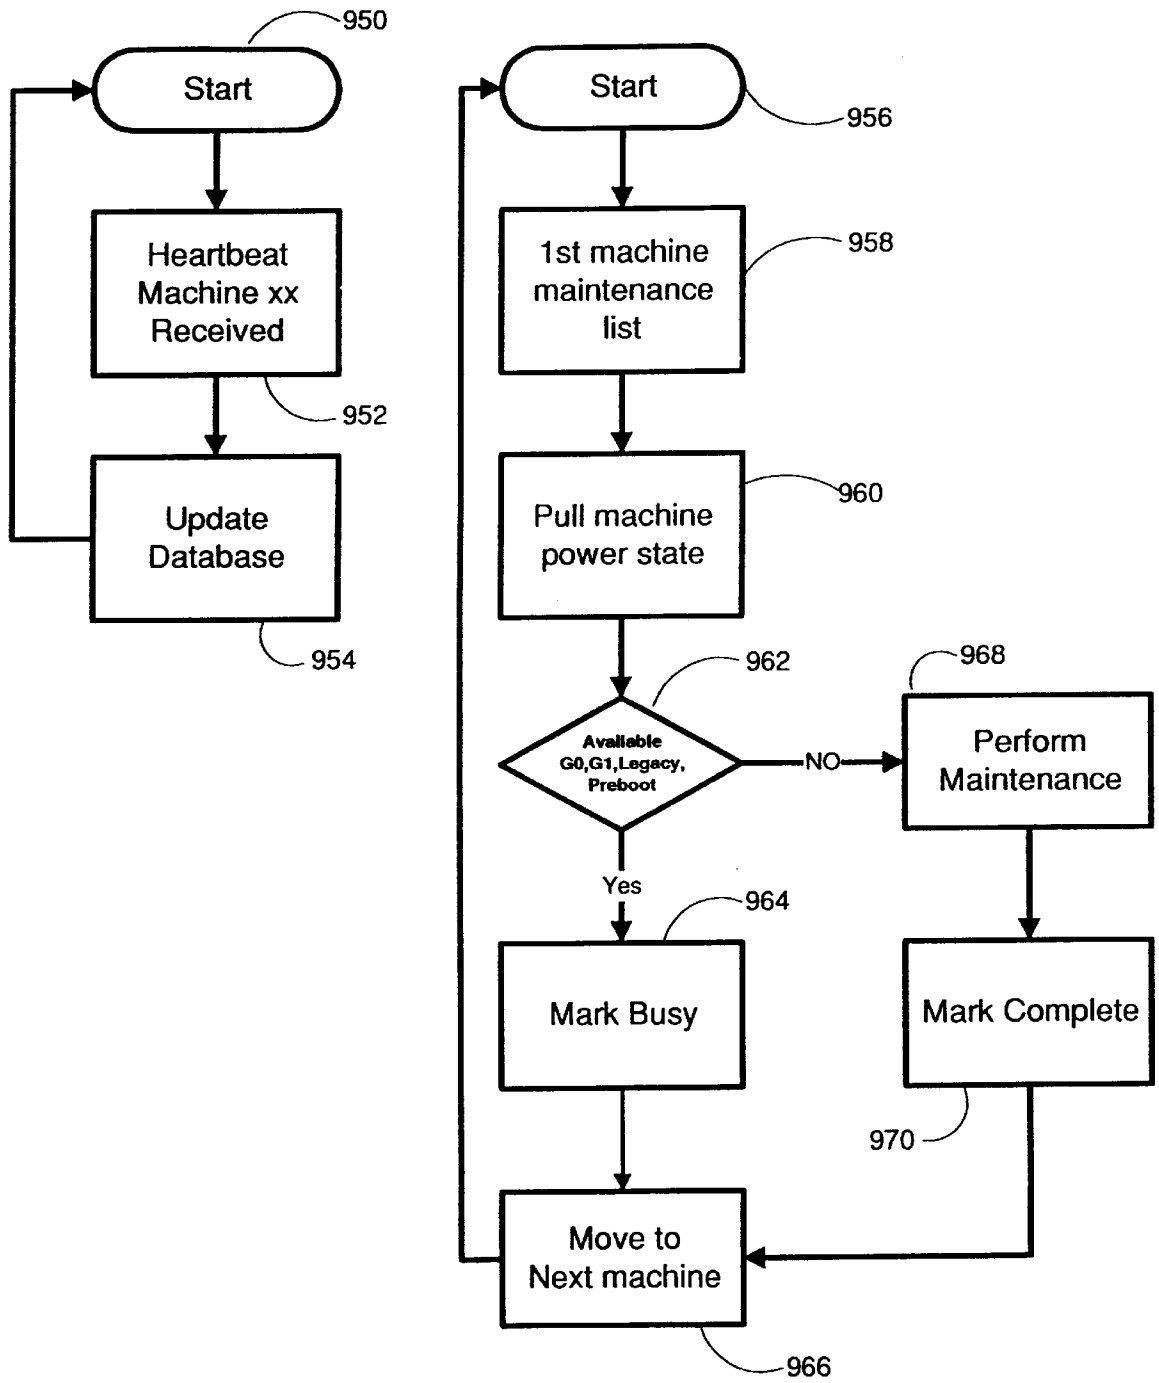 950
Start
Heartbeat
Machine xx
Received
952
Update
Database
954
Start
956
1st machine
maintenance
list
958
Pull machine
power state
960
Available
G0,G1,Legacy,
Preboot
962
NO
Perform
Maintenance
968
Yes
Mark Busy
964
Mark Complete
970
Move to
Next machine
966